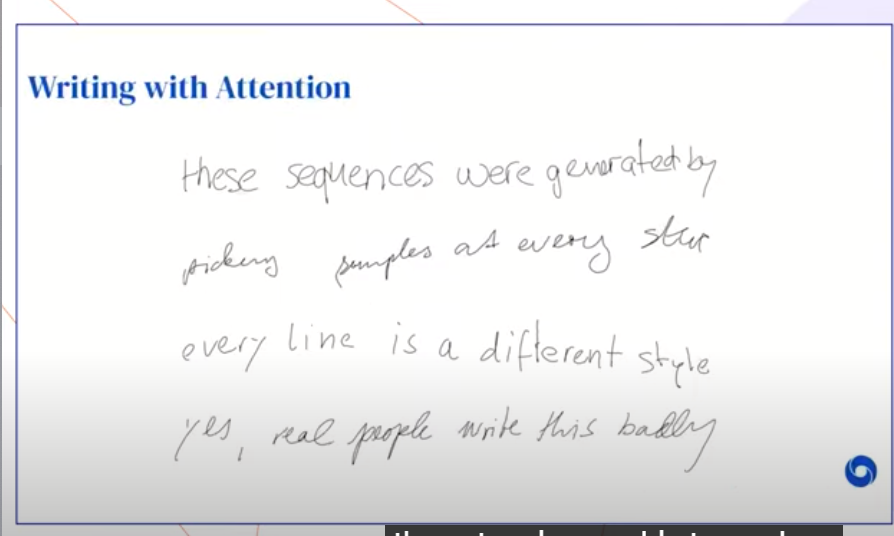 Writing with Attention
these sequences were generated by
picking samples at every step
every line is a different style
yes, real people write this badly